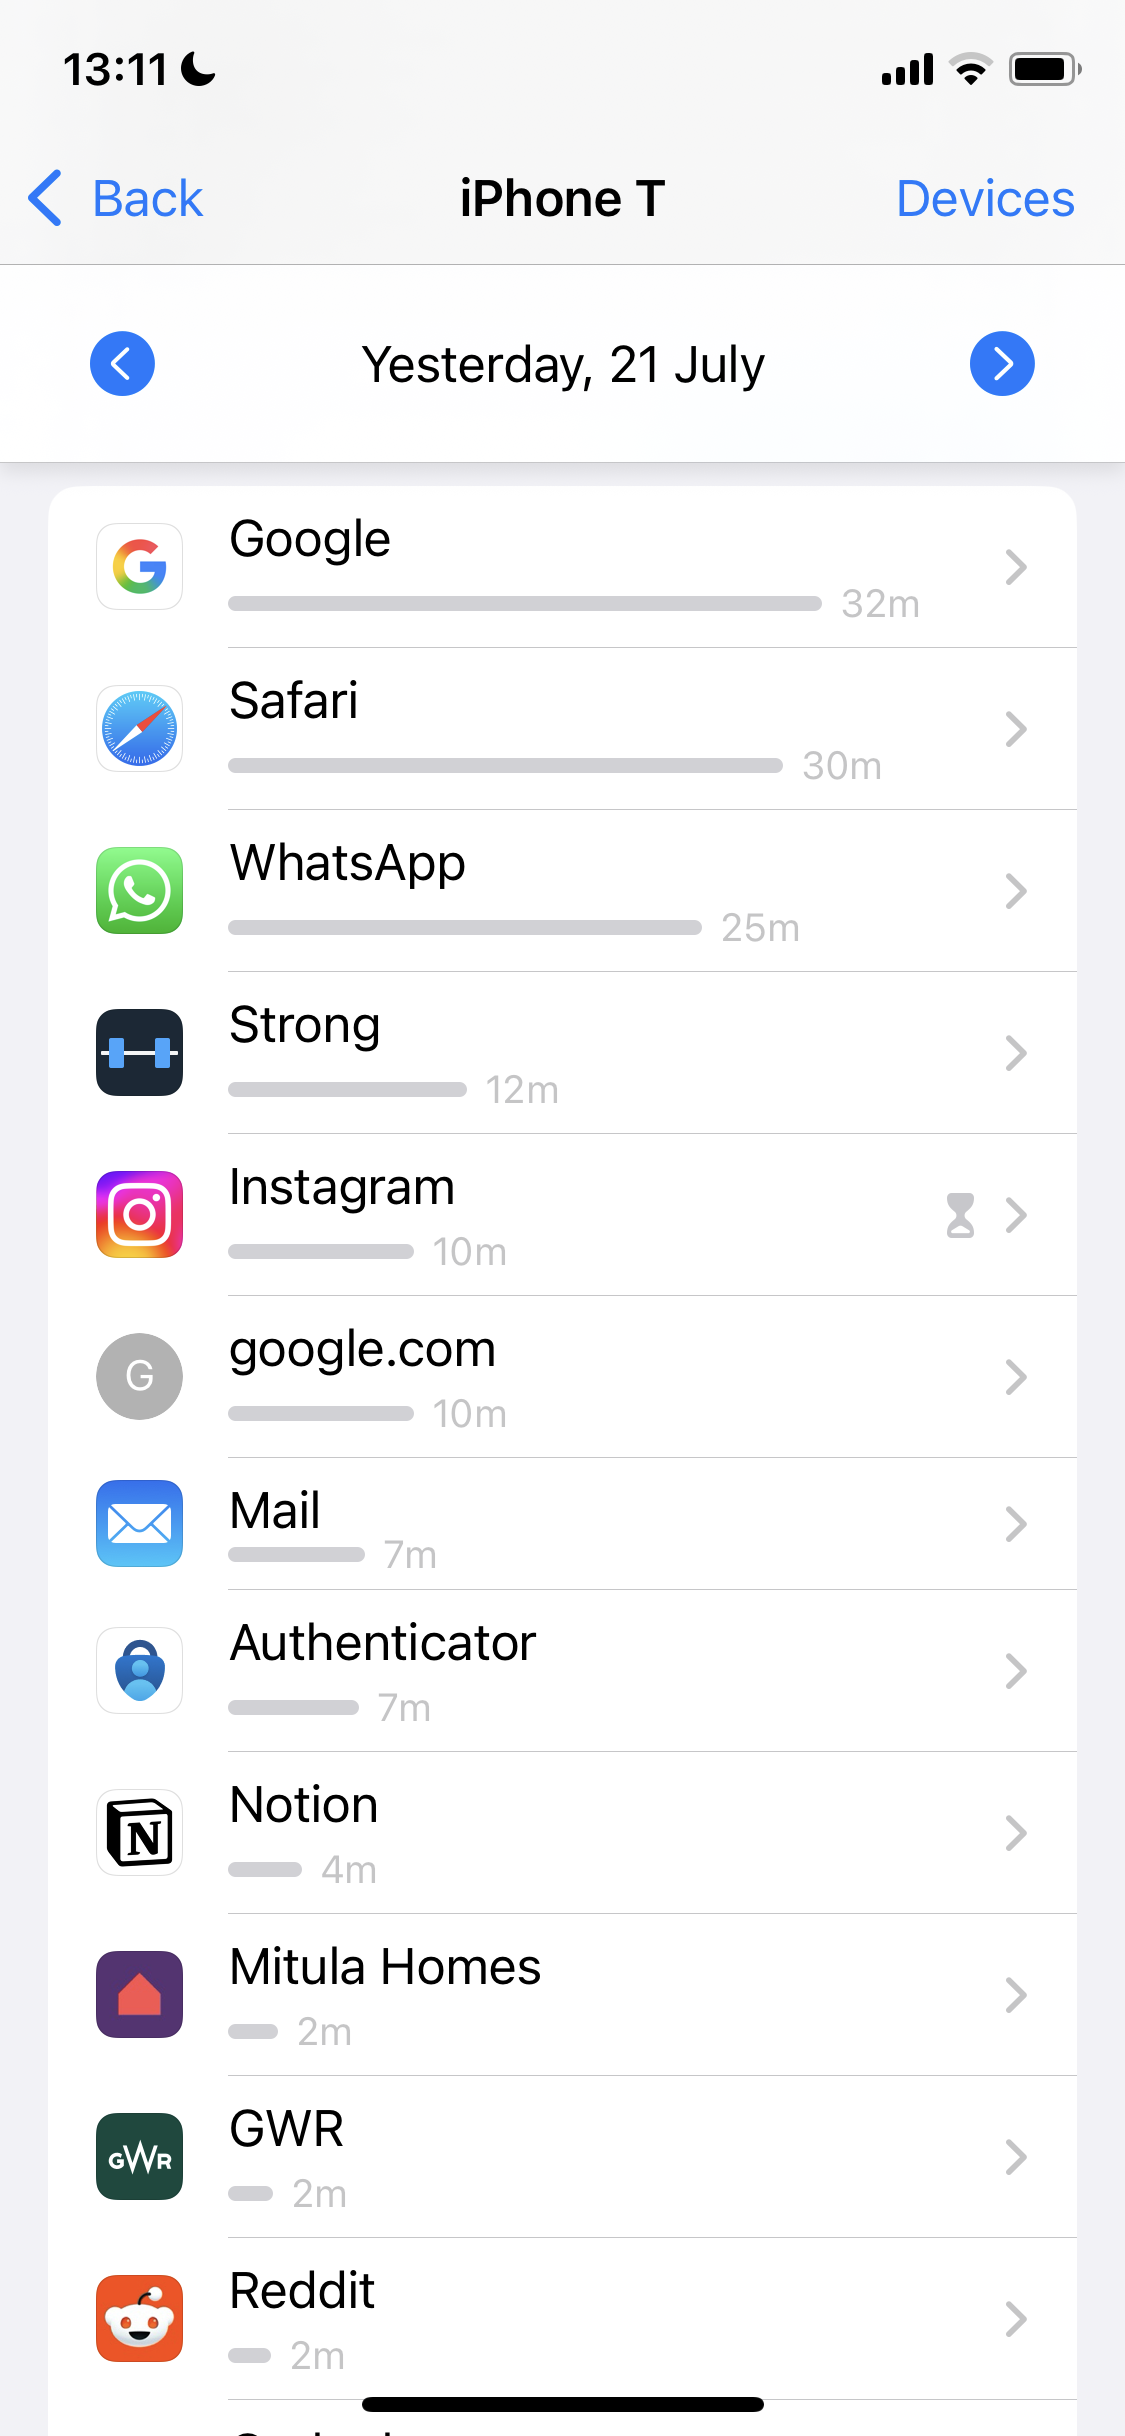 13:11
Back
iPhone T
Devices
Yesterday, 21 July
Google
32m
Safari
30m
WhatsApp
25m
Strong
12m
Instagram
10m
G
google.com
10m
Mail
7m
Authenticator
7m
N
Notion
4m
Mitula Homes
2m
GWR
GWR
2m
Reddit
2m